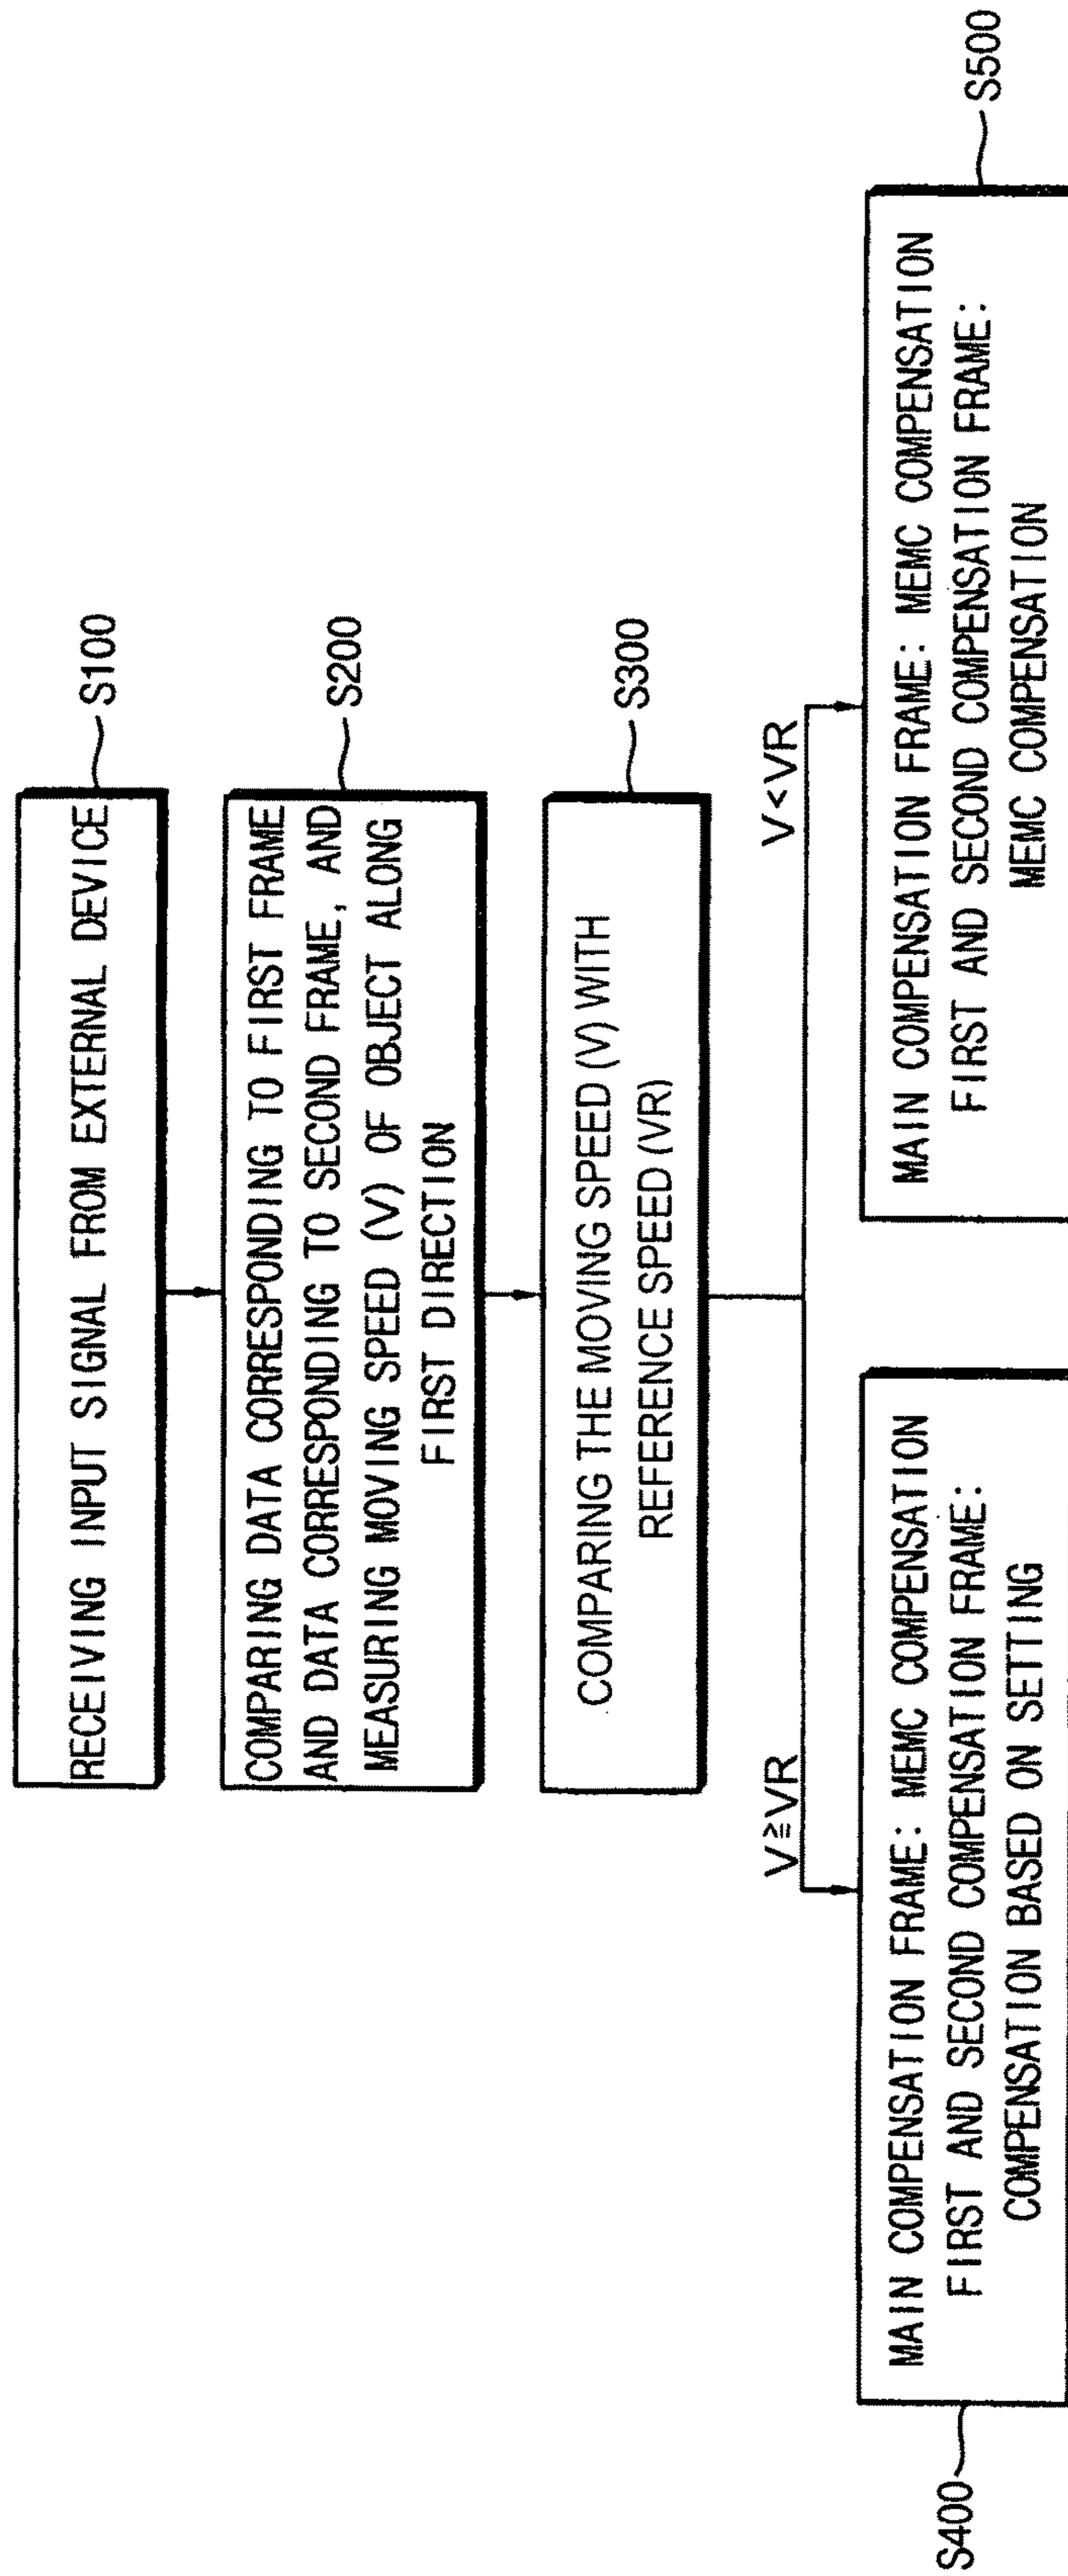 RECEIVING INPUT SIGNAL FROM EXTERNAL DEVICE
S100
COMPARING DATA CORRESPONDING TO FIRST FRAME
AND DATA CORRESPONDING TO SECOND FRAME, AND
MEASURING MOVING SPEED (V) OF OBJECT ALONG
FIRST DIRECTION
S200
COMPARING THE MOVING SPEED (V) WITH
REFERENCE SPEED (VR)
S300
V≧VR
V<VR
MAIN COMPENSATION FRAME: MEMC COMPENSATION
FIRST AND SECOND COMPENSATION FRAME:
COMPENSATION BASED ON SETTING
S400
MAIN COMPENSATION FRAME: MEMC COMPENSATION
FIRST AND SECOND COMPENSATION FRAME:
MEMC COMPENSATION
S500